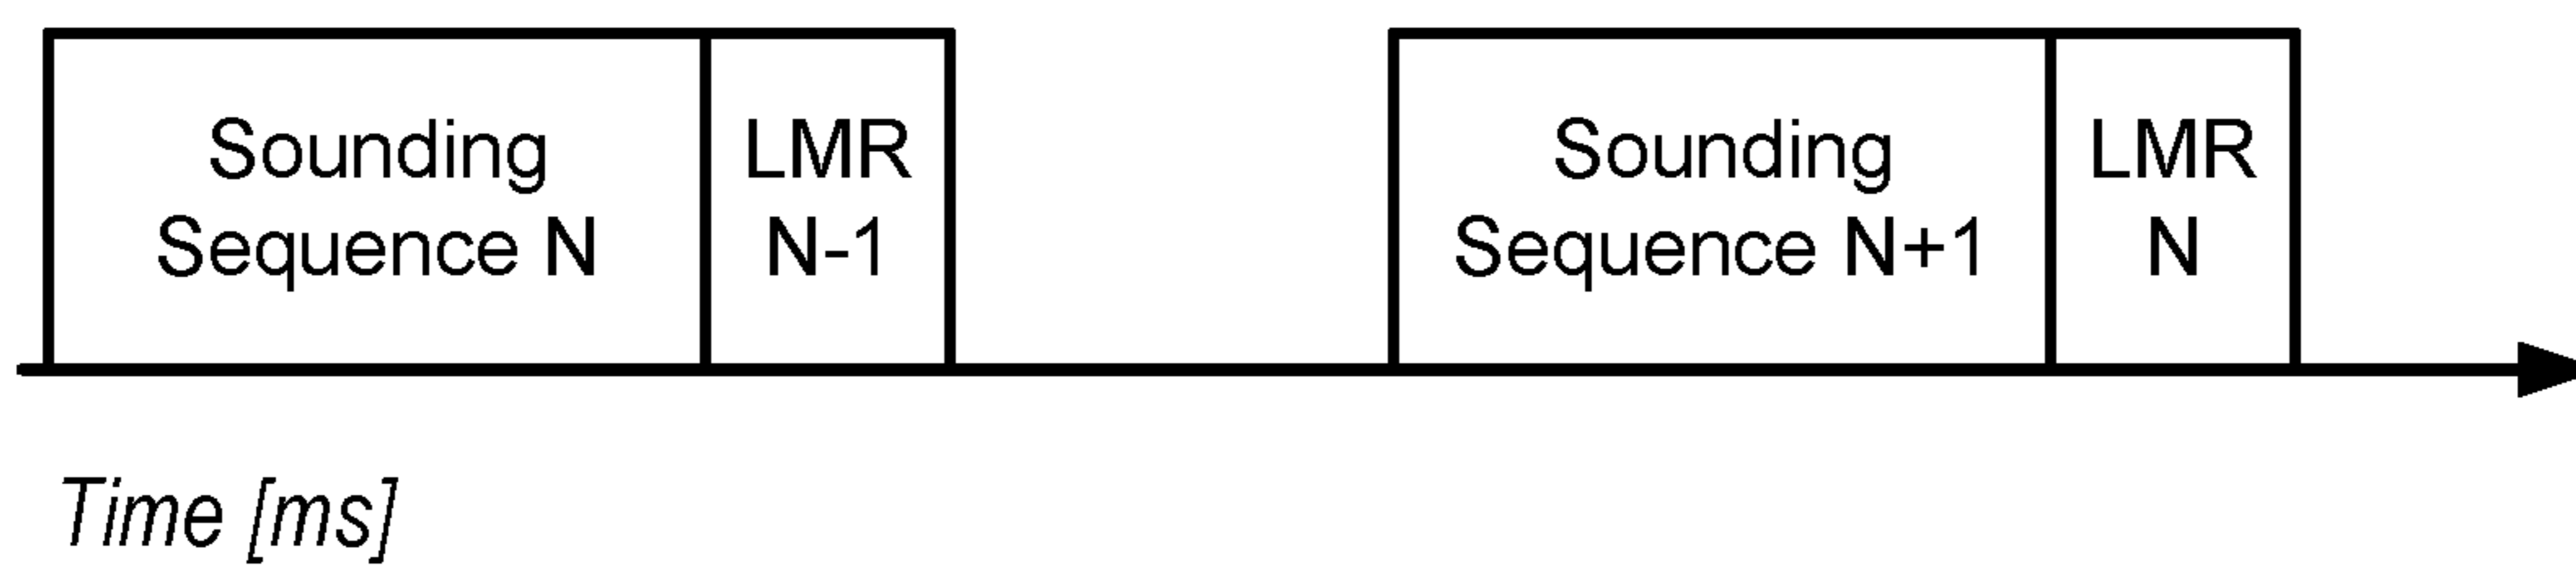 Sounding
Sequence N
LMR
N-1
Sounding
Sequence N+1
LMR
N
Time [ms]